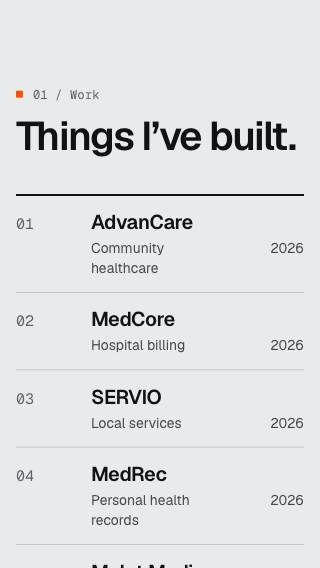 01 / Work
Things I’ve built.
01 AdvanCare
Community 2026
healthcare
02 MedCore
Hospital billing 2026
03 SERVIO
Local services 2026
04 MedRec
Personal health 2026
records